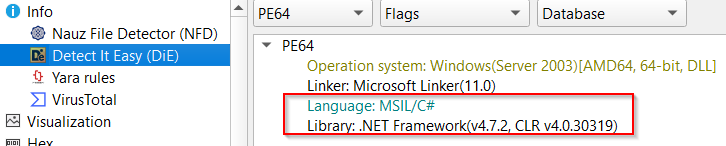 Info
Nauz File Detector (NFD)
Detect It Easy (DiE)
Yara rules
VirusTotal
Visualization
Hex
PE64
Flags
Database
PE64
Operation system: Windows(Server 2003)[AMD64, 64-bit, DLL]
Linker: Microsoft Linker(11.0)
Language: MSIL/C#
Library: .NET Framework(v4.7.2, CLR v4.0.30319)